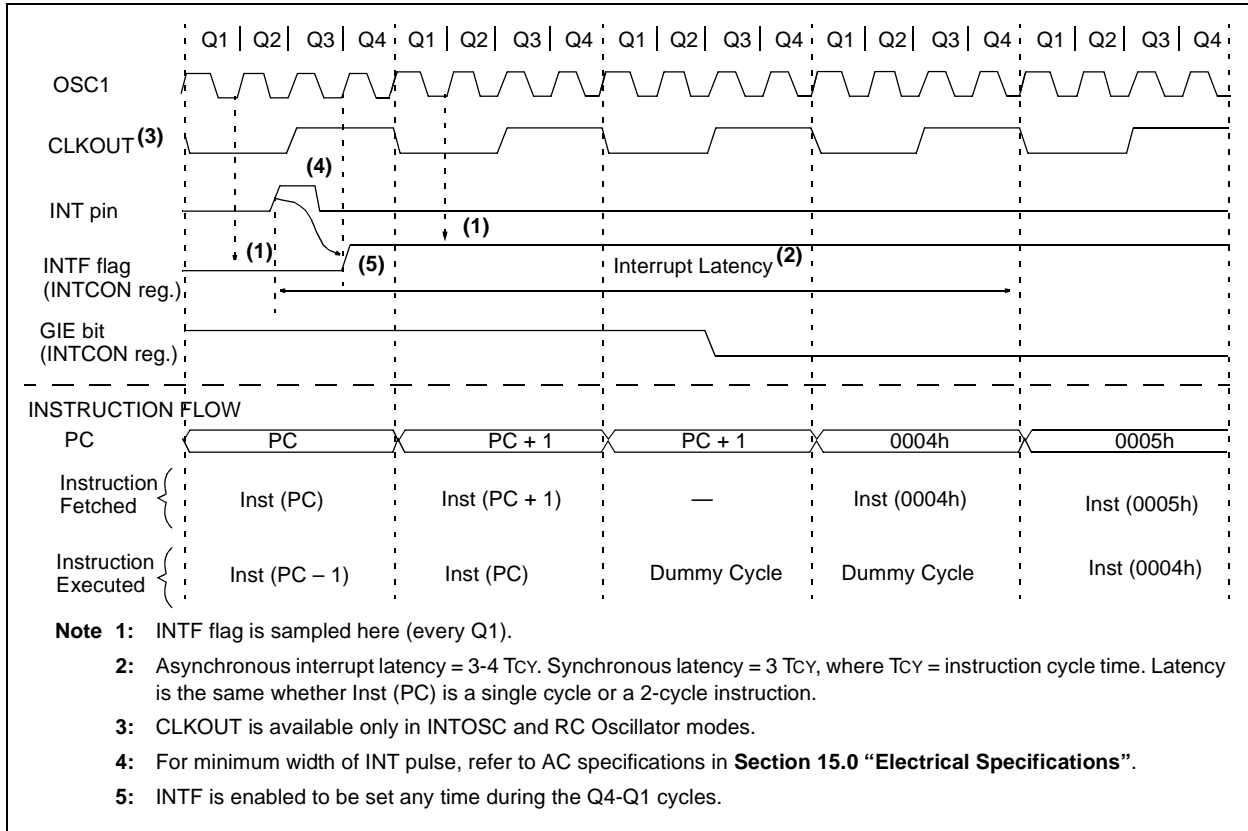 Q1 | Q2 | Q3 | Q4 Q1 | Q2 | Q3 | Q4 Q1 | Q2 | Q3 | Q4 Q1 | Q2 | Q3 | Q4 Q1 | Q2 | Q3 | Q4
OSC1
CLKOUT (3)
(4)
INT pin
(1)
(1)
INTF flag
(INTCON reg.)
(5)
Interrupt Latency (2)
GIE bit
(INTCON reg.)
INSTRUCTION FLOW
PC PC PC + 1 PC + 1 0004h 0005h
Instruction
Fetched
Inst (PC) Inst (PC + 1) — Inst (0004h) Inst (0005h)
Instruction
Executed
Inst (PC – 1) Inst (PC) Dummy Cycle Dummy Cycle Inst (0004h)
Note 1: INTF flag is sampled here (every Q1).
2: Asynchronous interrupt latency = 3-4 TCY. Synchronous latency = 3 TCY, where TCY = instruction cycle time. Latency
is the same whether Inst (PC) is a single cycle or a 2-cycle instruction.
3: CLKOUT is available only in INTOSC and RC Oscillator modes.
4: For minimum width of INT pulse, refer to AC specifications in Section 15.0 “Electrical Specifications”.
5: INTF is enabled to be set any time during the Q4-Q1 cycles.